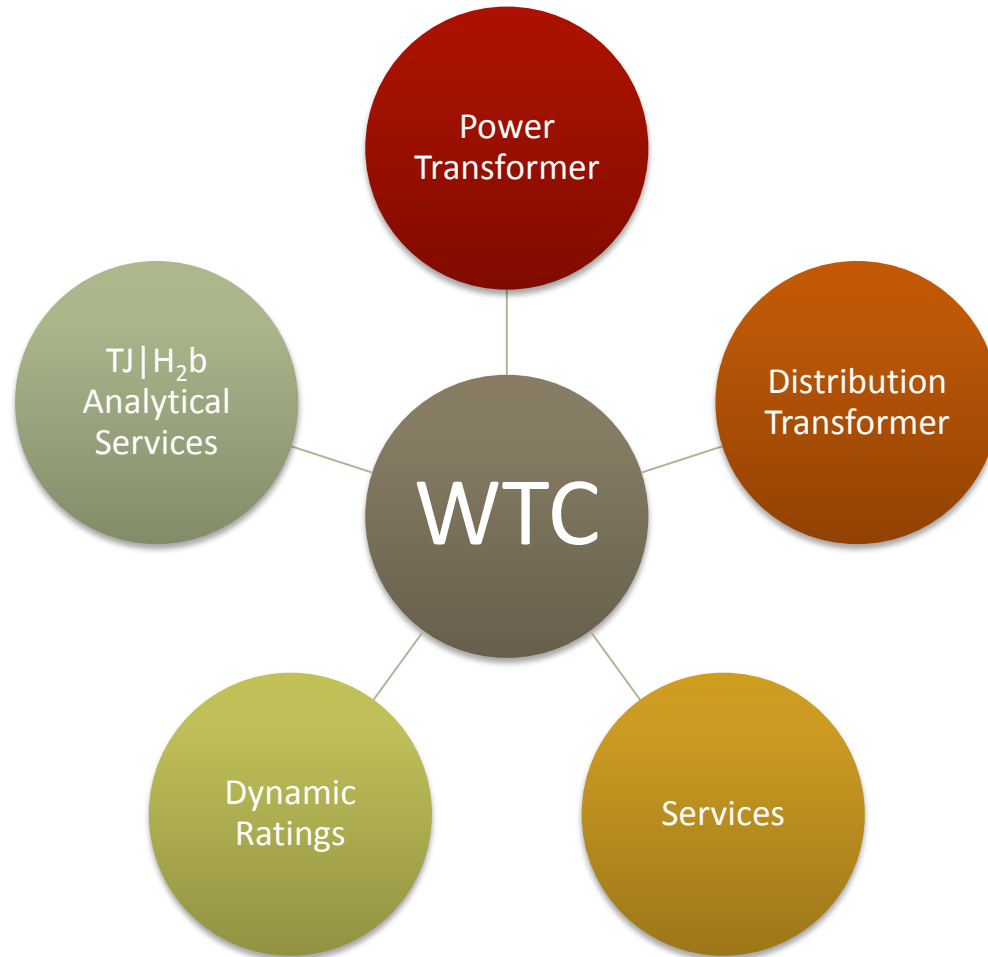 Power
Transformer
TJ|H₂b
Analytical
Services
Distribution
Transformer
WTC
Dynamic
Ratings
Services